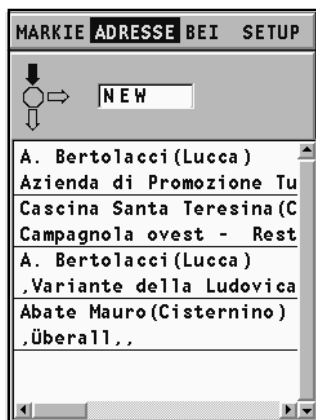 MARKIE ADRESSE BEI SETUP
NEW
A. Bertolacci(Lucca)
Azienda di Promozione Tu
Cascina Santa Teresina(C
Campagnola ovest - Rest
A. Bertolacci(Lucca)
,Variante della Ludovica
Abate Mauro(Cisternino)
,Überall,,